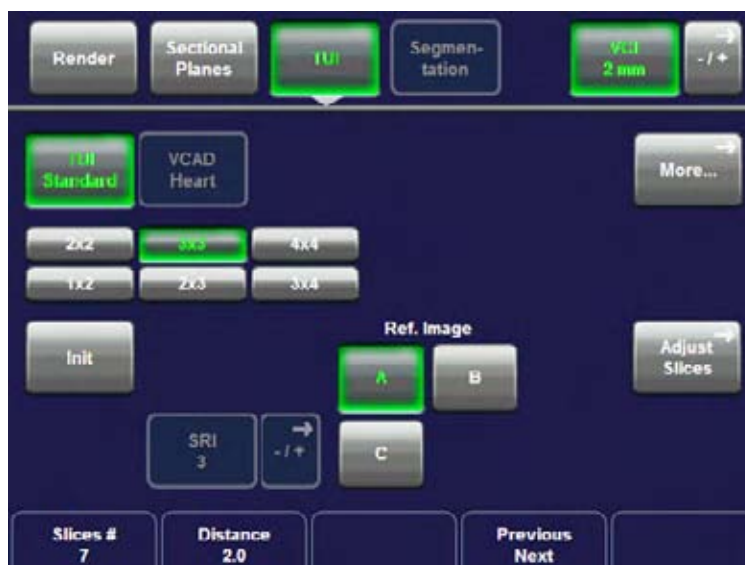 Render
Sectional
Planes
TUI
Segmen-
tation
VCI
2 mm
- / +
TUI
Standard
VCAD
Heart
More...
2x2
3x3
4x4
1x2
2x3
3x4
Init
Ref. Image
A
B
Adjust
Slices
SRI
3
- / +
C
Slices #
7
Distance
2.0
Previous
Next